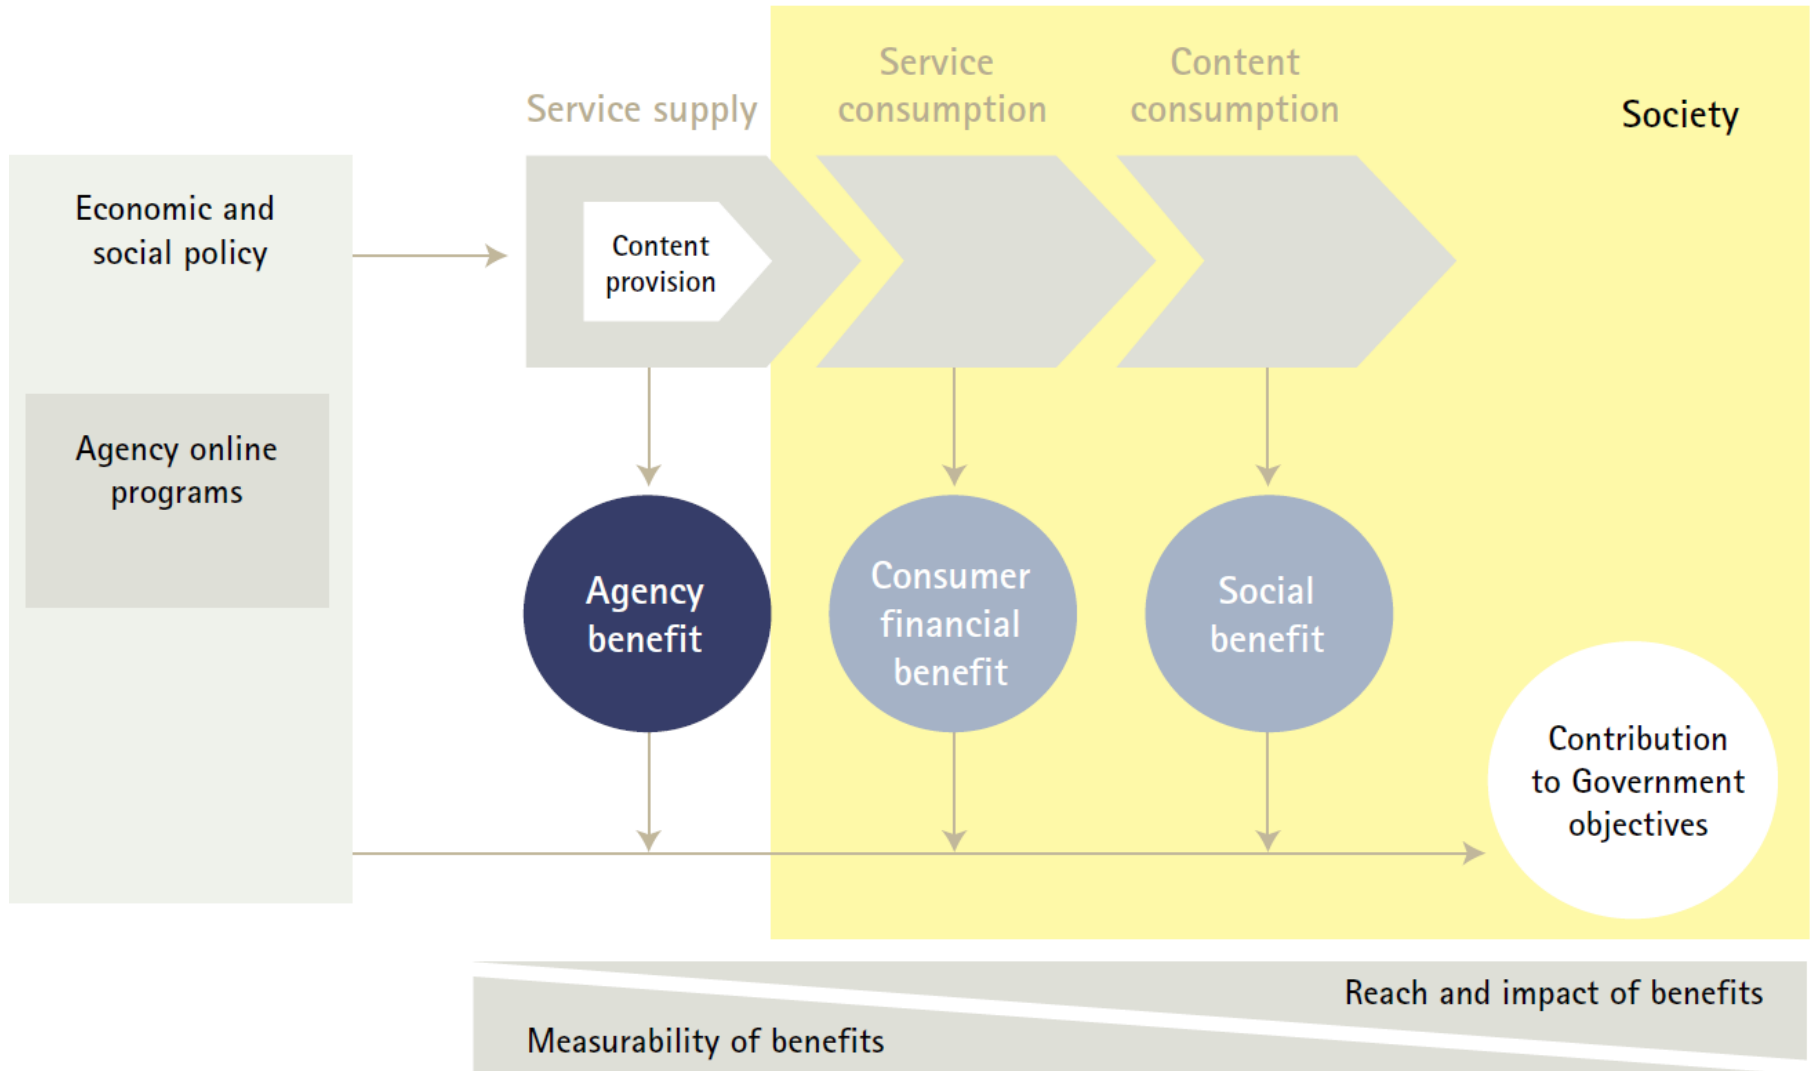 Service supply
Service
consumption
Content
consumption
Society
Economic and
social policy
Content
provision
Agency online
programs
Agency
benefit
Consumer
financial
benefit
Social
benefit
Contribution
to Government
objectives
Reach and impact of benefits
Measurability of benefits